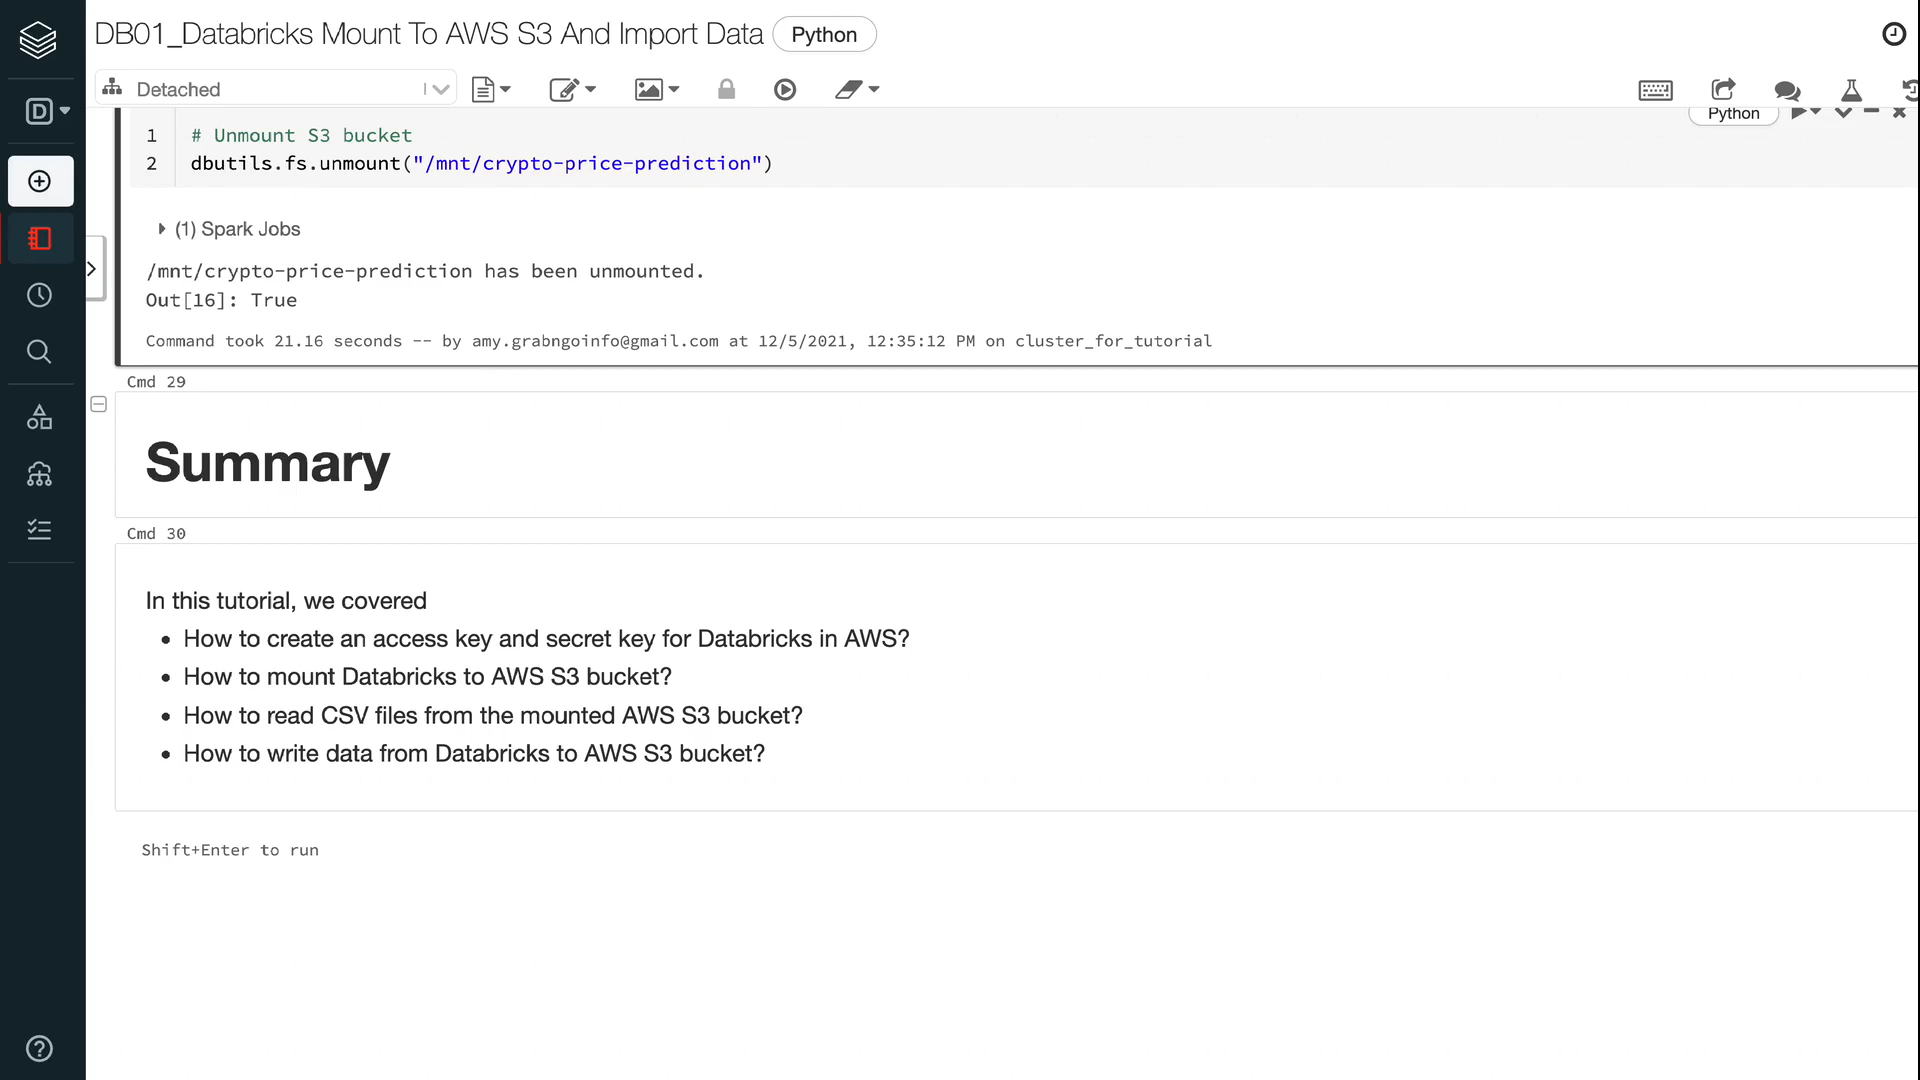 DB01_Databricks Mount To AWS S3 And Import Data Python
Detached
Python
1 # Unmount S3 bucket
2 dbutils.fs.unmount("/mnt/crypto-price-prediction")
(1) Spark Jobs
/mnt/crypto-price-prediction has been unmounted.
Out[16]: True
Command took 21.16 seconds -- by amy.grabngoinfo@gmail.com at 12/5/2021, 12:35:12 PM on cluster_for_tutorial
Cmd 29
Summary
Cmd 30
In this tutorial, we covered
• How to create an access key and secret key for Databricks in AWS?
• How to mount Databricks to AWS S3 bucket?
• How to read CSV files from the mounted AWS S3 bucket?
• How to write data from Databricks to AWS S3 bucket?
Shift+Enter to run